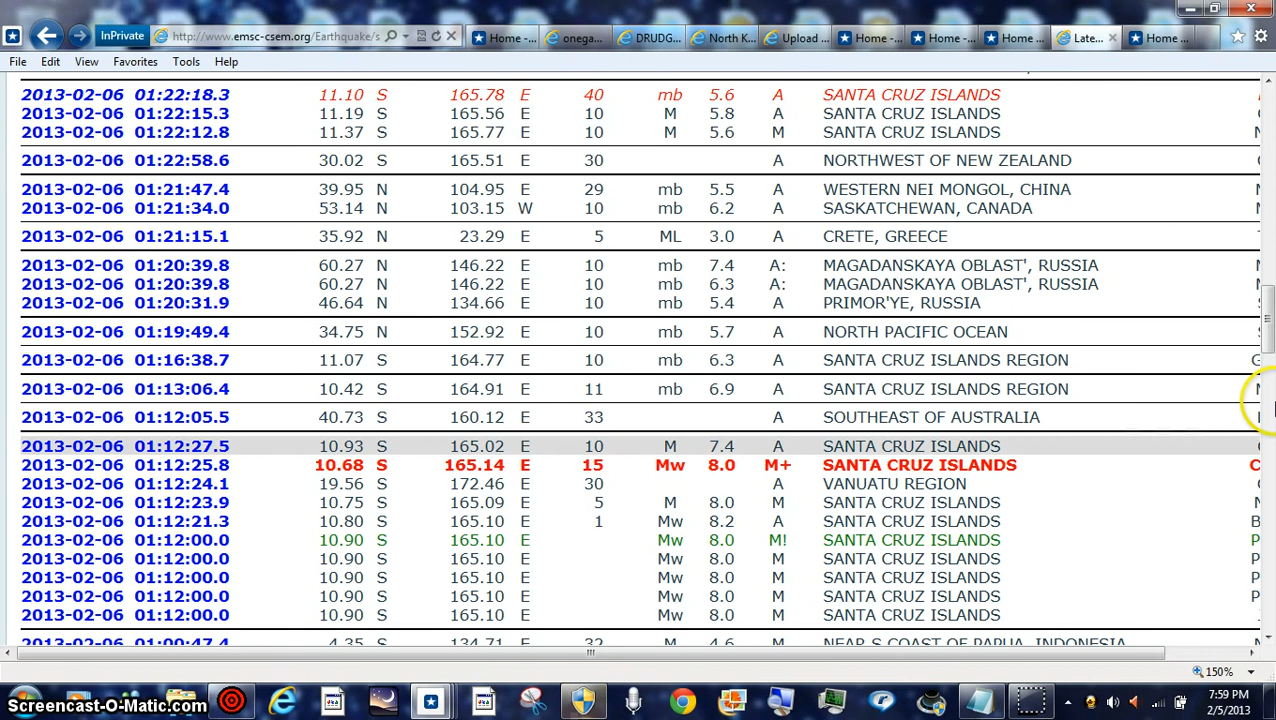 InPrivate http://www.emsc-csem.org/Earthquake/s Home -... onega... DRUDG... North K... Upload ... Home -... Home -... Home ... Late... Home ...
File Edit View Favorites Tools Help
2013-02-06 01:22:18.3 11.10 S 165.78 E 40 mb 5.6 A SANTA CRUZ ISLANDS
2013-02-06 01:22:15.3 11.19 S 165.56 E 10 M 5.8 A SANTA CRUZ ISLANDS
2013-02-06 01:22:12.8 11.37 S 165.77 E 10 M 5.6 M SANTA CRUZ ISLANDS
2013-02-06 01:22:58.6 30.02 S 165.51 E 30 A NORTHWEST OF NEW ZEALAND
2013-02-06 01:21:47.4 39.95 N 104.95 E 29 mb 5.5 A WESTERN NEI MONGOL, CHINA
2013-02-06 01:21:34.0 53.14 N 103.15 W 10 mb 6.2 A SASKATCHEWAN, CANADA
2013-02-06 01:21:15.1 35.92 N 23.29 E 5 ML 3.0 A CRETE, GREECE
2013-02-06 01:20:39.8 60.27 N 146.22 E 10 mb 7.4 A: MAGADANSKAYA OBLAST', RUSSIA
2013-02-06 01:20:39.8 60.27 N 146.22 E 10 mb 6.3 A: MAGADANSKAYA OBLAST', RUSSIA
2013-02-06 01:20:31.9 46.64 N 134.66 E 10 mb 5.4 A PRIMOR'YE, RUSSIA
2013-02-06 01:19:49.4 34.75 N 152.92 E 10 mb 5.7 A NORTH PACIFIC OCEAN
2013-02-06 01:16:38.7 11.07 S 164.77 E 10 mb 6.3 A SANTA CRUZ ISLANDS REGION
2013-02-06 01:13:06.4 10.42 S 164.91 E 11 mb 6.9 A SANTA CRUZ ISLANDS REGION
2013-02-06 01:12:05.5 40.73 S 160.12 E 33 A SOUTHEAST OF AUSTRALIA
2013-02-06 01:12:27.5 10.93 S 165.02 E 10 M 7.4 A SANTA CRUZ ISLANDS
2013-02-06 01:12:25.8 10.68 S 165.14 E 15 Mw 8.0 M+ SANTA CRUZ ISLANDS
2013-02-06 01:12:24.1 19.56 S 172.46 E 30 A VANUATU REGION
2013-02-06 01:12:23.9 10.75 S 165.09 E 5 M 8.0 M SANTA CRUZ ISLANDS
2013-02-06 01:12:21.3 10.80 S 165.10 E 1 Mw 8.2 A SANTA CRUZ ISLANDS
2013-02-06 01:12:00.0 10.90 S 165.10 E Mw 8.0 M! SANTA CRUZ ISLANDS
2013-02-06 01:12:00.0 10.90 S 165.10 E Mw 8.0 M SANTA CRUZ ISLANDS
2013-02-06 01:12:00.0 10.90 S 165.10 E Mw 8.0 M SANTA CRUZ ISLANDS
2013-02-06 01:12:00.0 10.90 S 165.10 E Mw 8.0 M SANTA CRUZ ISLANDS
2013-02-06 01:12:00.0 10.90 S 165.10 E Mw 8.0 M SANTA CRUZ ISLANDS
2013-02-06 01:00:47.4 4.35 S 134.71 E 32 M 4.6 M NEAR S COAST OF PAPUA, INDONESIA
150%
Screencast-O-Matic.com
7:59 PM
2/5/2013